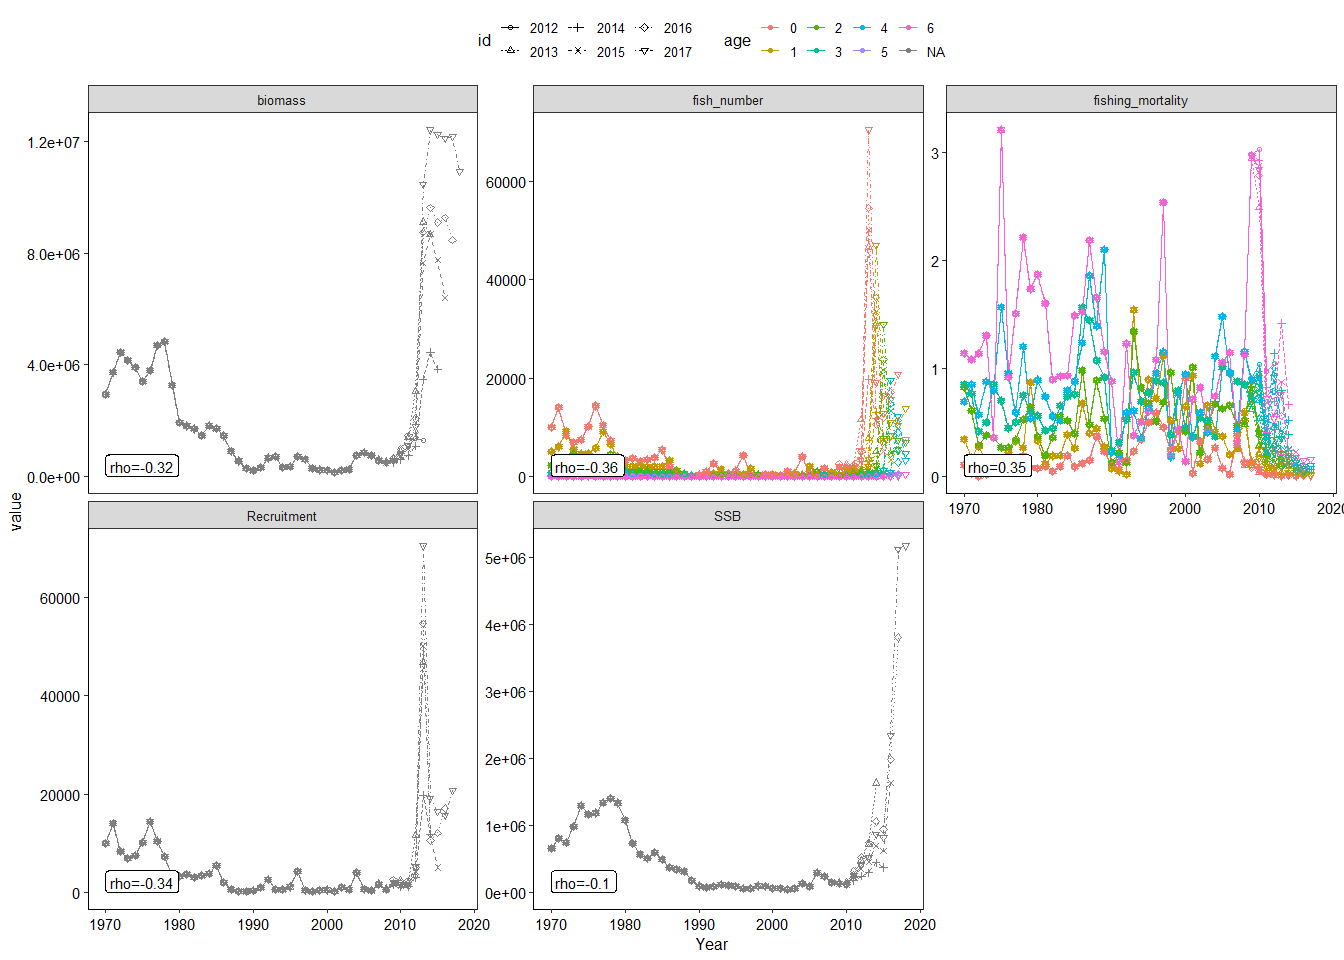 id 2012 2014 2016 age 0 2 4 6
2013 2015 2017 1 3 5 NA
biomass fish_number fishing_mortality
1.2e+07
8.0e+06
4.0e+06
0.0e+00
rho=-0.32
60000
40000
20000
0
rho=-0.36
3
2
1
0
rho=0.35
1970 1980 1990 2000 2010 2020
value
Recruitment SSB
60000
40000
20000
0
rho=-0.34
1970 1980 1990 2000 2010 2020
5e+06
4e+06
3e+06
2e+06
1e+06
0e+00
rho=-0.1
1970 1980 1990 2000 2010 2020
Year